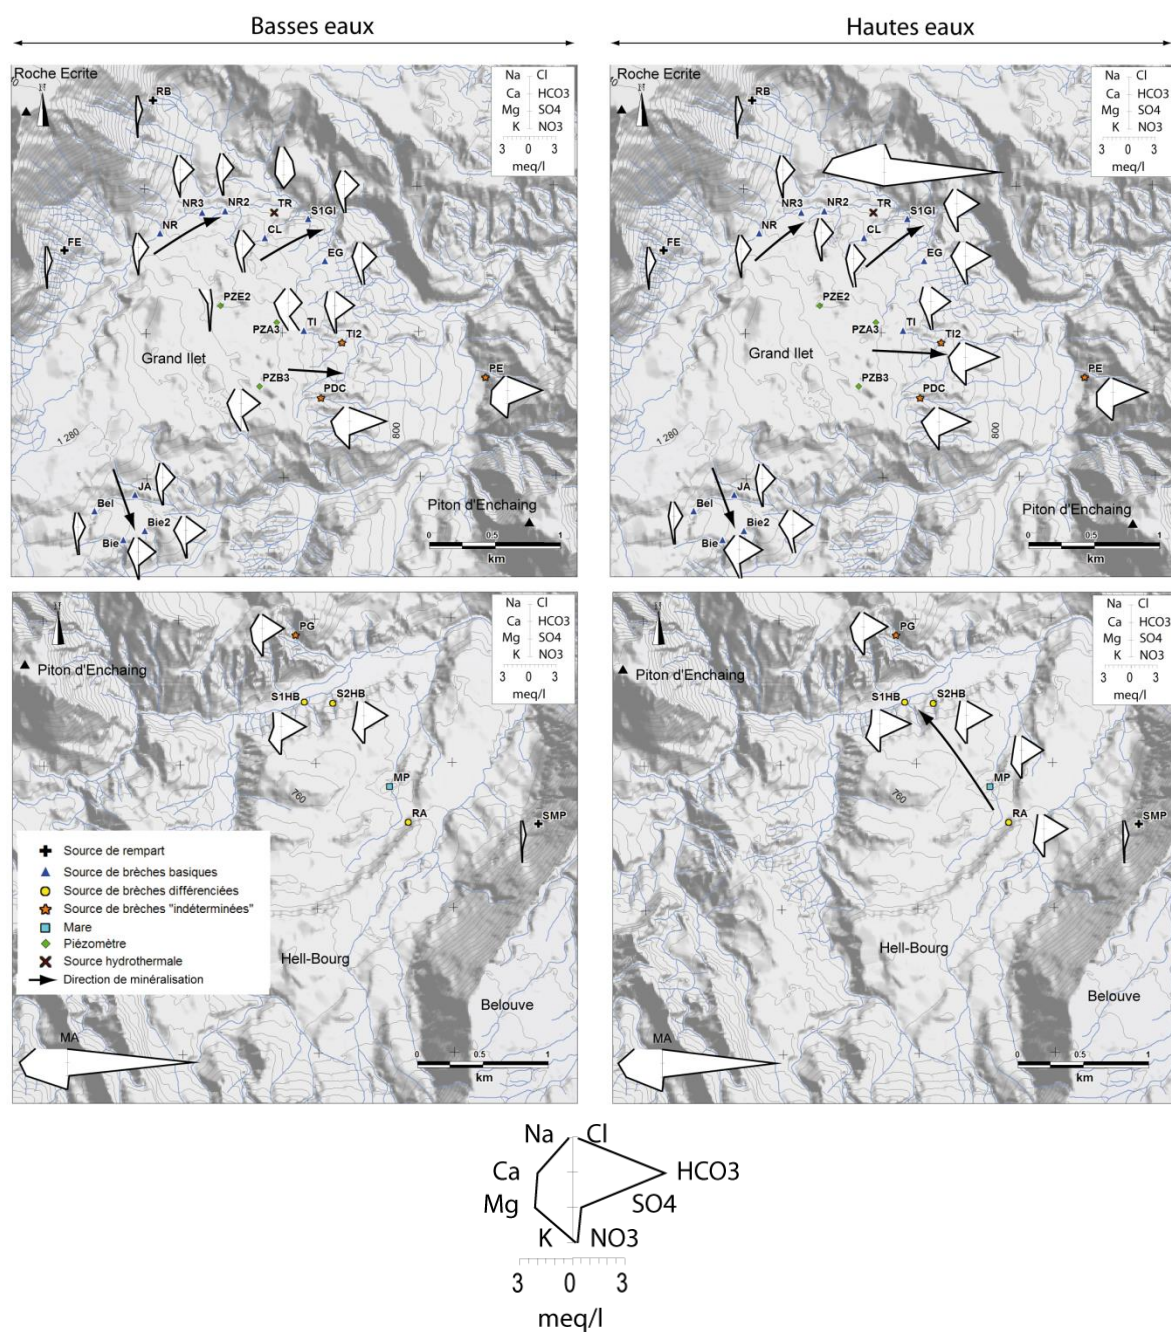 Basses eaux
Hautes eaux
Roche Ecrite
N
RB
Na Cl
Ca HCO3
Mg SO4
K NO3
3 0 3
meq/l
NR3
NR2
TR
S1GI
NR
CL
FE
EG
PZE2
PZA3
TI
TI2
Grand Ilet
PE
PZB3
PDC
1 280
800
JA
Bel
Bie2
Bie
Piton d'Enchaing
0 0.5 1
km
Roche Ecrite
N
RB
Na Cl
Ca HCO3
Mg SO4
K NO3
3 0 3
meq/l
NR3
NR2
TR
S1GI
NR
CL
FE
EG
PZE2
PZA3
TI
TI2
Grand Ilet
PE
PZB3
PDC
1 280
800
JA
Bel
Bie2
Bie
Piton d'Enchaing
0 0.5 1
km
N
PG
Na Cl
Ca HCO3
Mg SO4
K NO3
3 0 3
meq/l
Piton d'Enchaing
S1HB
S2HB
MP
760
RA
SMP
Source de rempart
Source de brèches basiques
Source de brèches différenciées
Source de brèches "indéterminées"
Mare
Piézomètre
Source hydrothermale
Direction de minéralisation
Hell-Bourg
Belouve
MA
0 0.5 1
km
N
PG
Na Cl
Ca HCO3
Mg SO4
K NO3
3 0 3
meq/l
Piton d'Enchaing
S1HB
S2HB
MP
760
RA
SMP
Hell-Bourg
Belouve
MA
0 0.5 1
km
Na Cl
Ca HCO3
Mg SO4
K NO3
3 0 3
meq/l